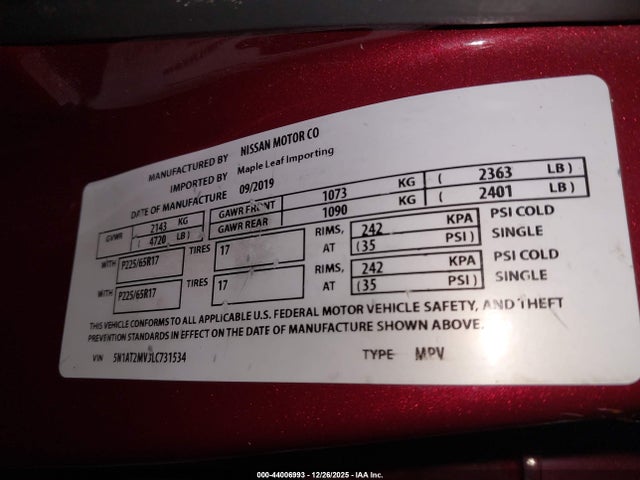 MANUFACTURED BY NISSAN MOTOR CO
IMPORTED BY Maple Leaf Importing
DATE OF MANUFACTURE 09/2019
GVWR 2143 KG ( 4720 LB )
GAWR FRONT 1073 KG ( 2363 LB )
GAWR REAR 1090 KG ( 2401 LB )
WITH P225/65R17 TIRES 17 RIMS, AT 242 KPA (35 PSI ) PSI COLD SINGLE
WITH P225/65R17 TIRES 17 RIMS, AT 242 KPA (35 PSI ) PSI COLD SINGLE
THIS VEHICLE CONFORMS TO ALL APPLICABLE U.S. FEDERAL MOTOR VEHICLE SAFETY, AND THEFT
PREVENTION STANDARDS IN EFFECT ON THE DATE OF MANUFACTURE SHOWN ABOVE.
VIN 5N1AT2MVJLC731534 TYPE MPV
000-44006993 - 12/26/2025 - IAA Inc.